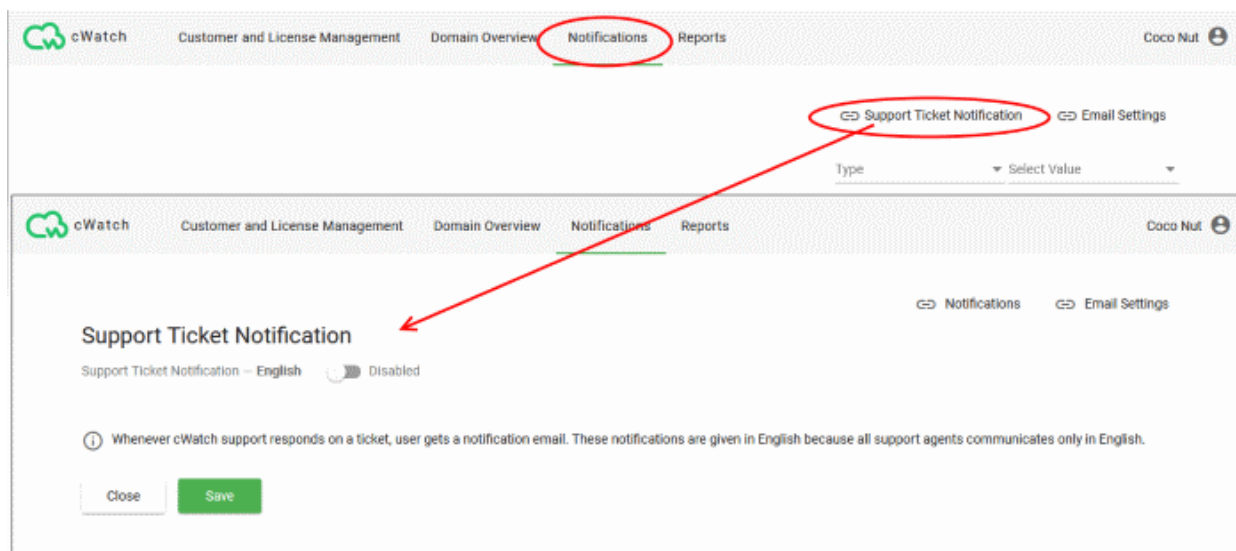 cWatch Customer and License Management Domain Overview Notifications Reports Coco Nut
Support Ticket Notification Email Settings
Type Select Value
cWatch Customer and License Management Domain Overview Notifications Reports Coco Nut
Notifications Email Settings
Support Ticket Notification
Support Ticket Notification – English Disabled
Whenever cWatch support responds on a ticket, user gets a notification email. These notifications are given in English because all support agents communicates only in English.
Close Save